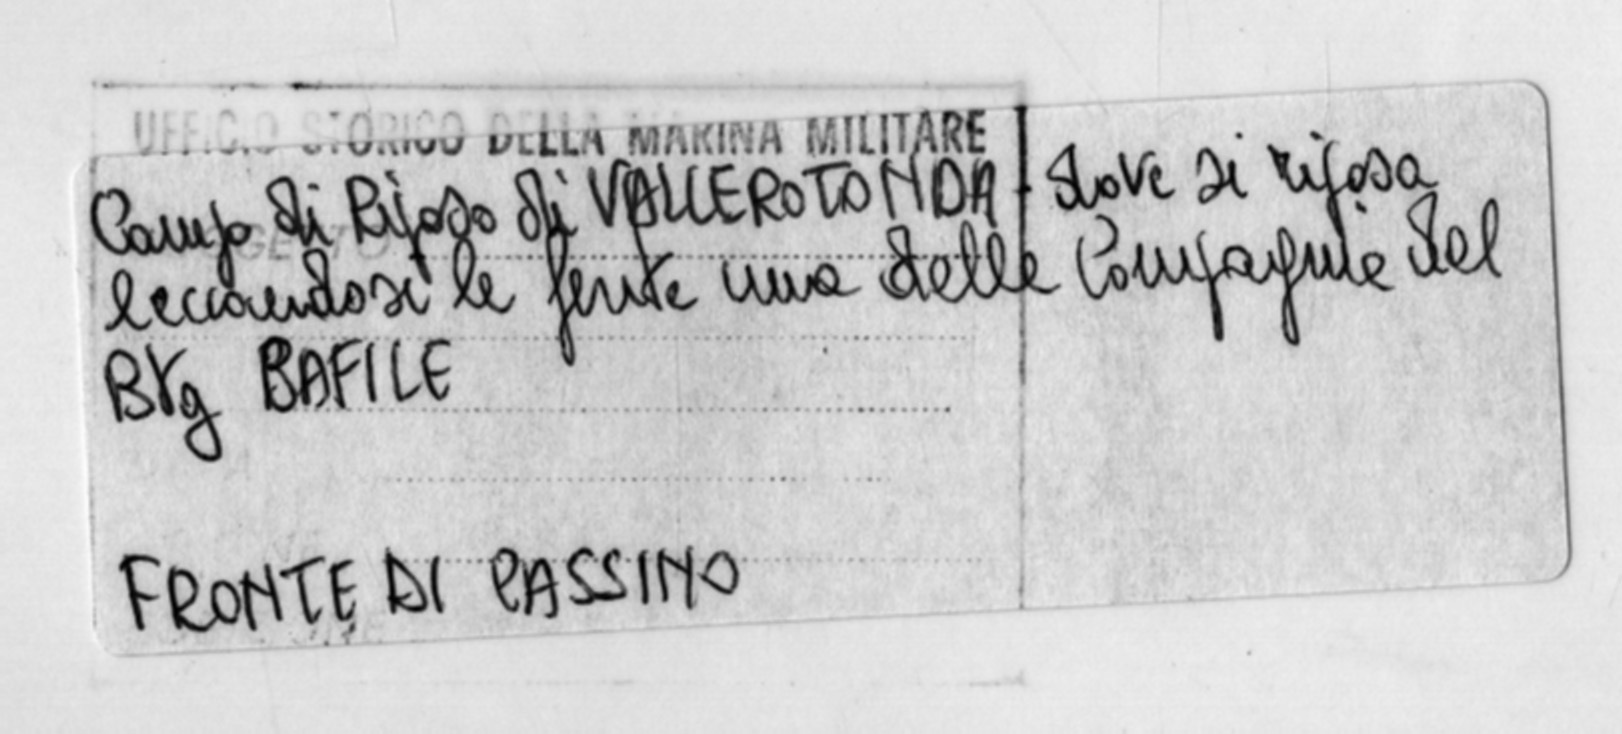 UFFICIO STORICO DELLA MARINA MILITARE
Campo di Riposo di VALLEROTONDA - dove si riposa
leccandosi le ferite una delle Compagnie del
Btg BAFILE
FRONTE DI CASSINO